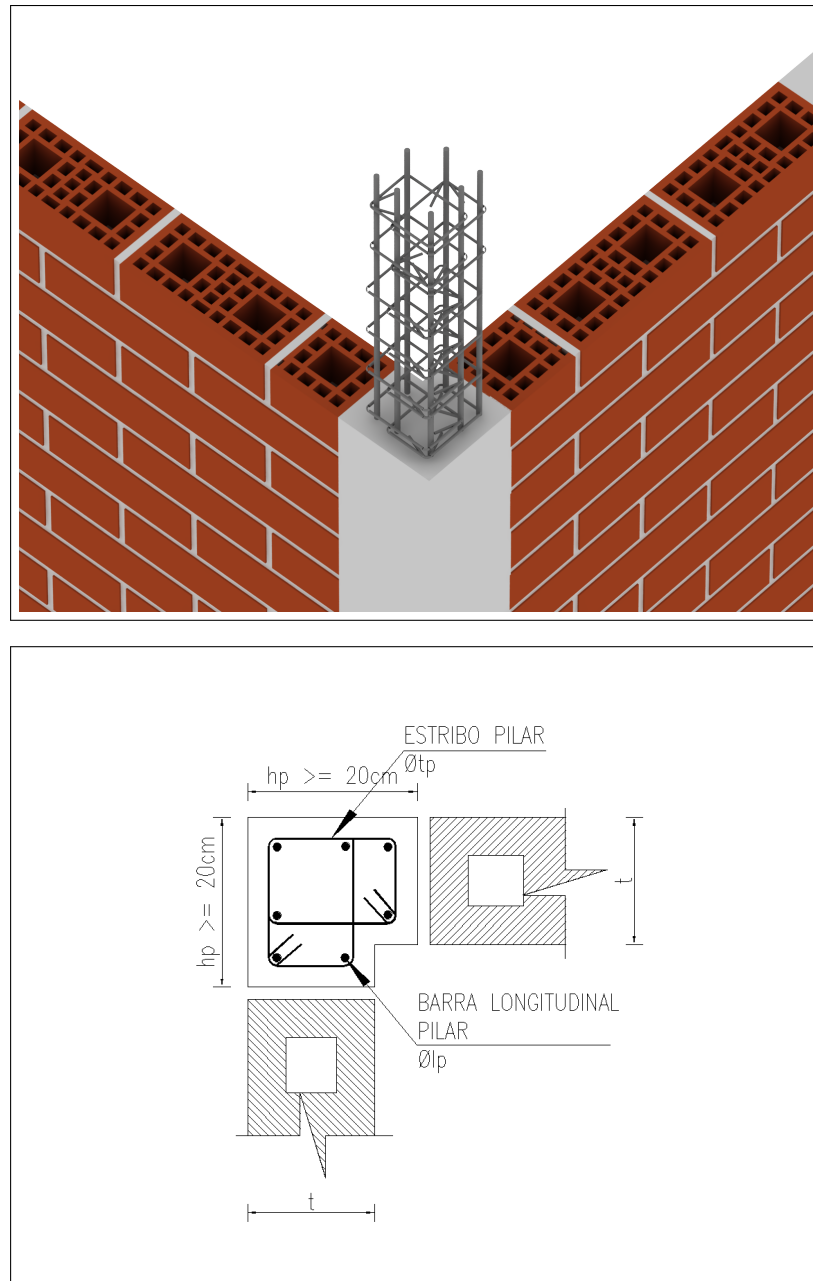 ESTRIBO PILAR
Øtp
hp >= 20cm
hp >= 20cm
t
BARRA LONGITUDINAL
PILAR
Ølp
t